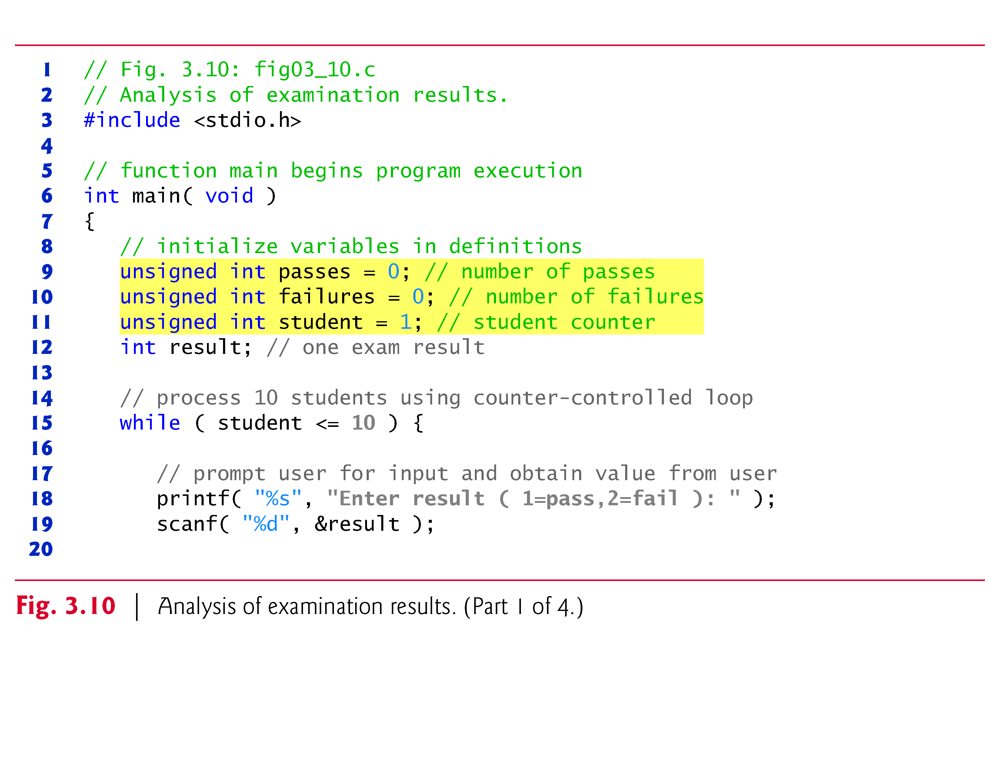 1 // Fig. 3.10: fig03_10.c
2 // Analysis of examination results.
3 #include <stdio.h>
4
5 // function main begins program execution
6 int main( void )
7 {
8 // initialize variables in definitions
9 unsigned int passes = 0; // number of passes
10 unsigned int failures = 0; // number of failures
11 unsigned int student = 1; // student counter
12 int result; // one exam result
13
14 // process 10 students using counter-controlled loop
15 while ( student <= 10 ) {
16
17 // prompt user for input and obtain value from user
18 printf( "%s", "Enter result ( 1=pass,2=fail ): " );
19 scanf( "%d", &result );
20
Fig. 3.10 | Analysis of examination results. (Part 1 of 4.)